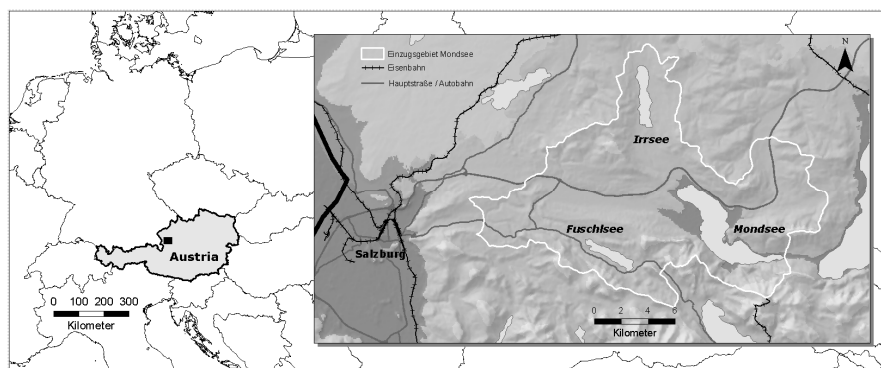 Einzugsgebiet Mondsee
Eisenbahn
Hauptstraße / Autobahn
N
Irrsee
Fuschlsee
Mondsee
Salzburg
Austria
0 100 200 300
Kilometer
0 2 4 6
Kilometer